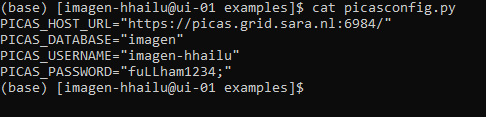 (base) [imagen-hhailu@ui-01 examples]$ cat picasconfig.py
PICAS_HOST_URL="https://picas.grid.sara.nl:6984/"
PICAS_DATABASE="imagen"
PICAS_USERNAME="imagen-hhailu"
PICAS_PASSWORD="fuLLham1234;"
(base) [imagen-hhailu@ui-01 examples]$